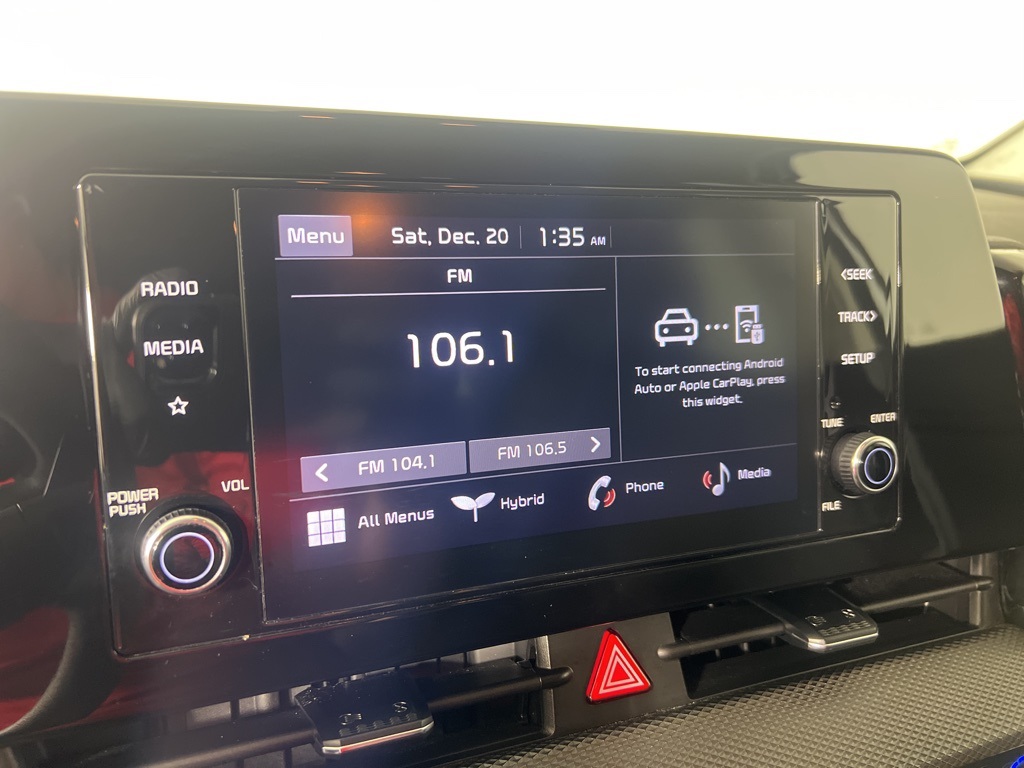 Menu
Sat, Dec. 20
1:35 AM
FM
106.1
FM 104.1
FM 106.5
To start connecting Android
Auto or Apple CarPlay, press
this widget.
All Menus
Hybrid
Phone
Media
RADIO
MEDIA
POWER
PUSH
VOL
<SEEK
TRACK>
SETUP
TUNE
ENTER
FILE